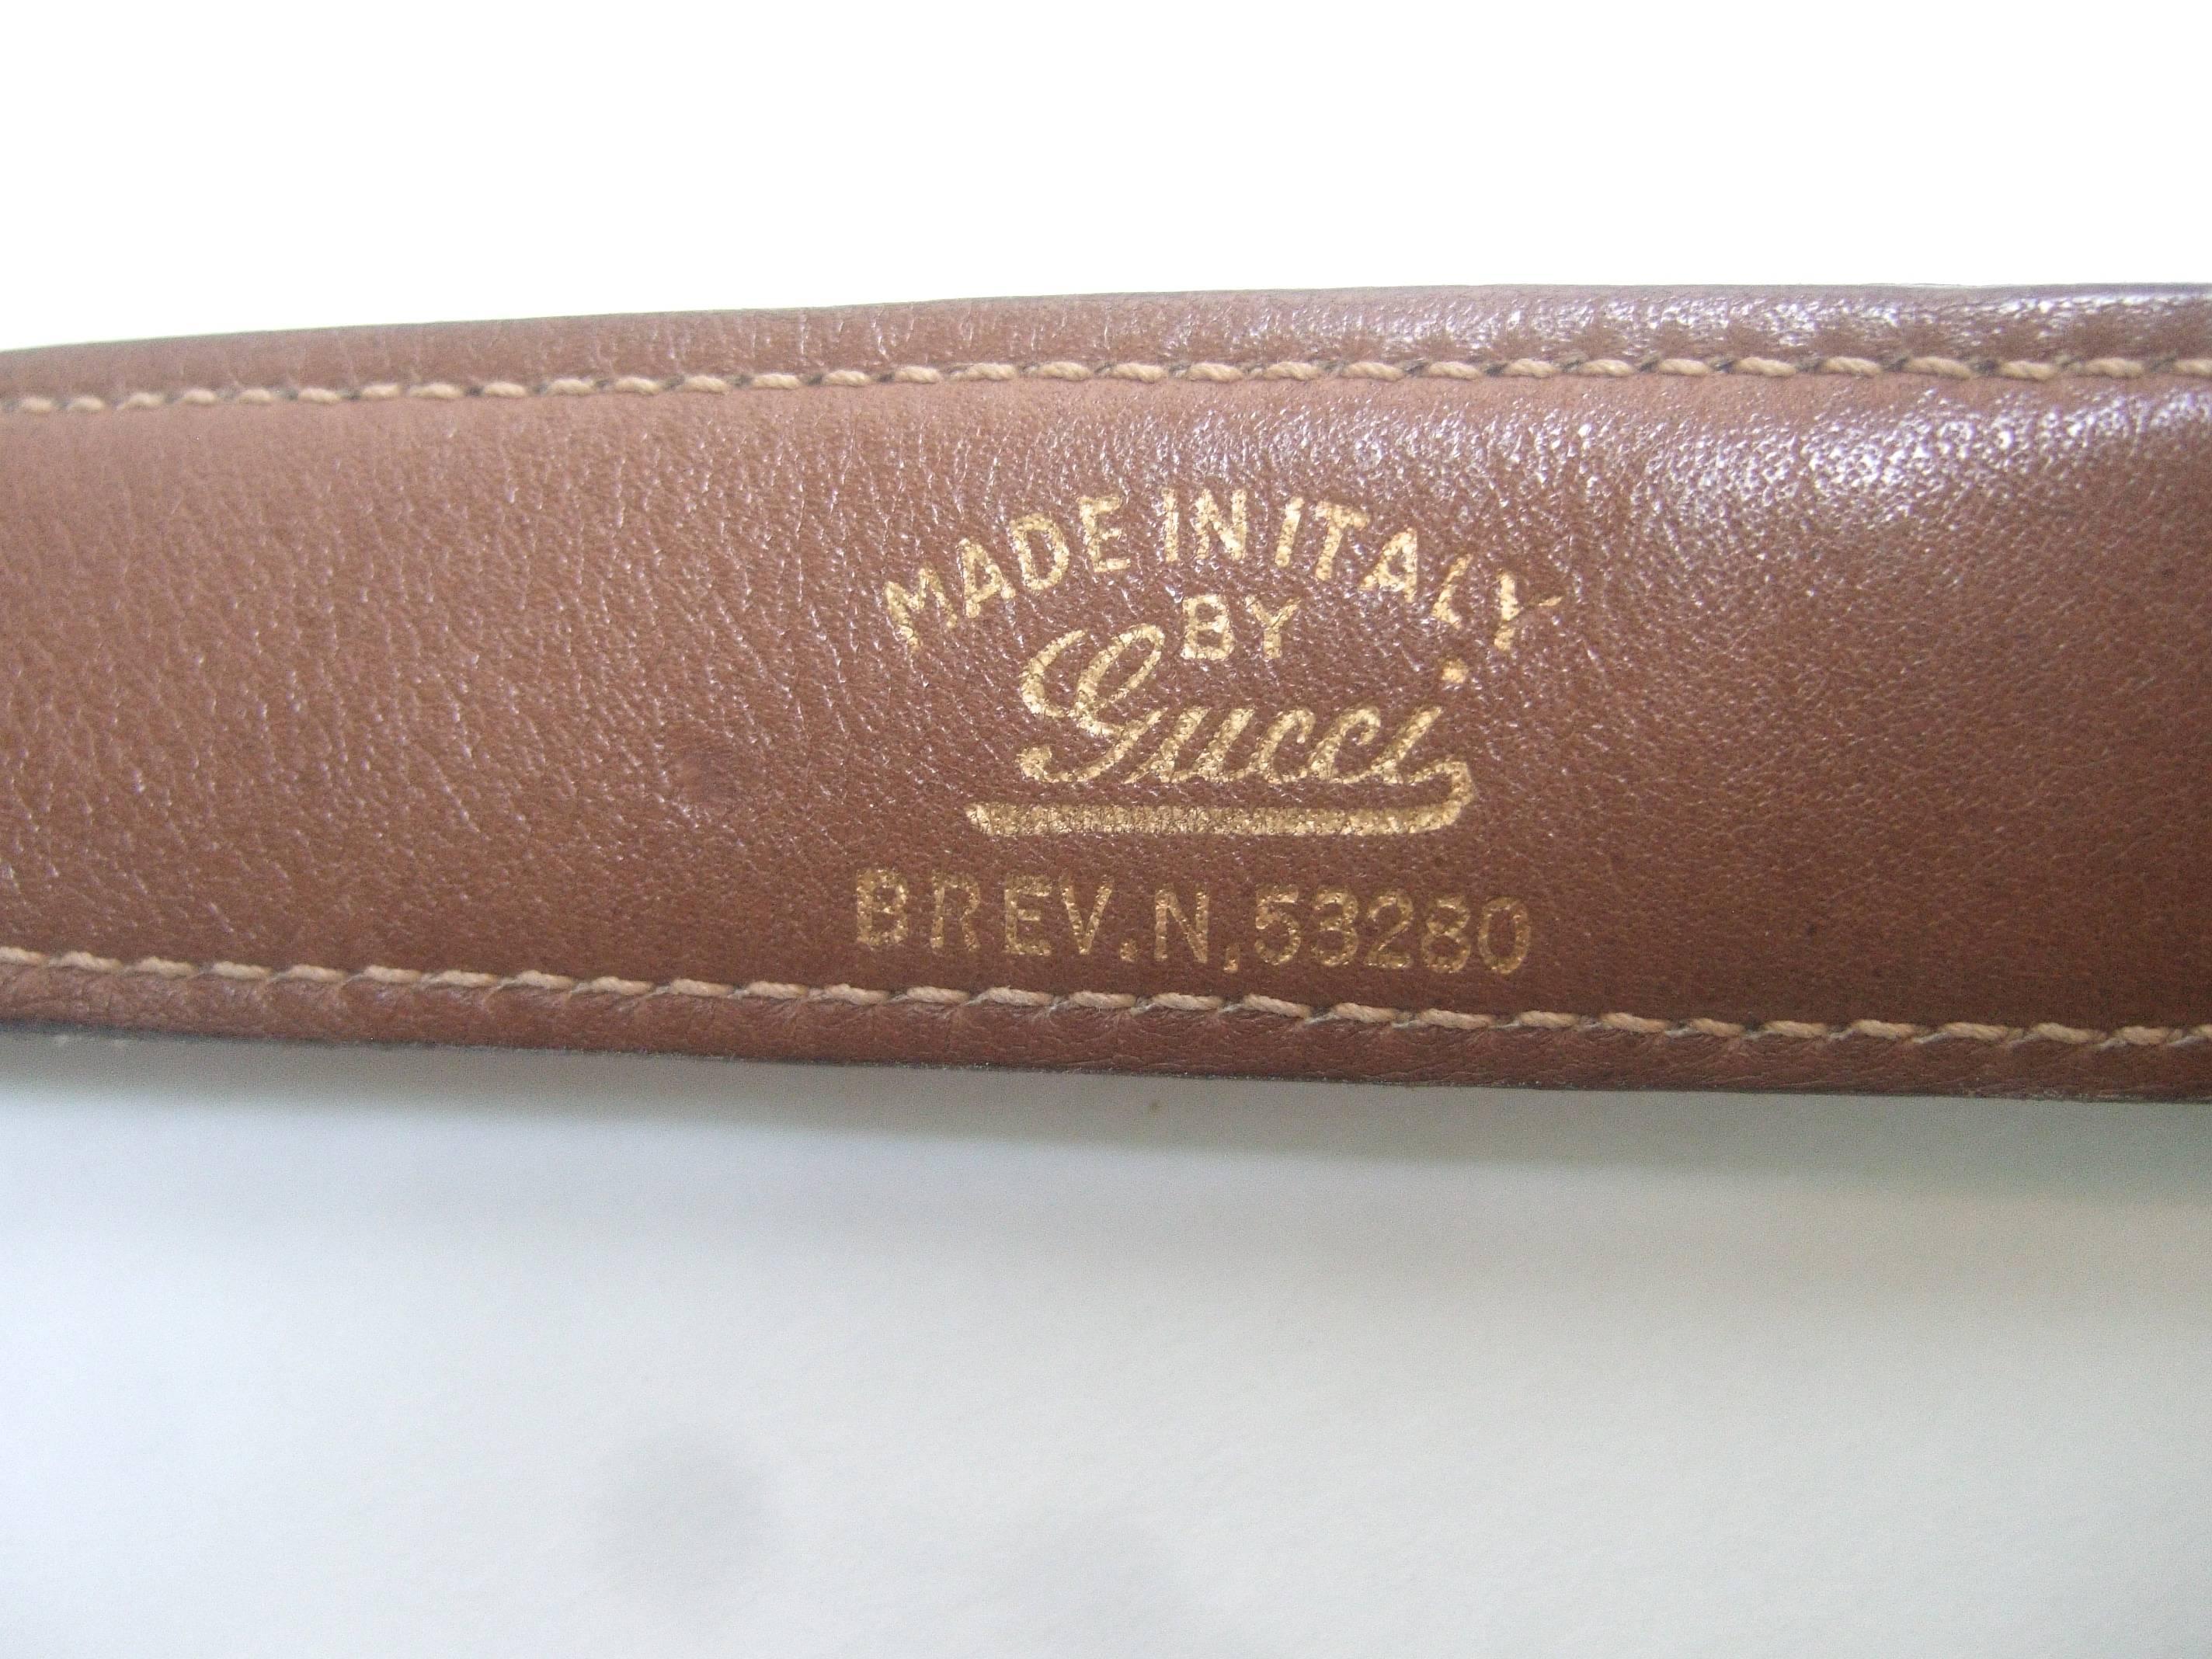 MADE IN ITALY
BY
Gucci
BREV.N,53280